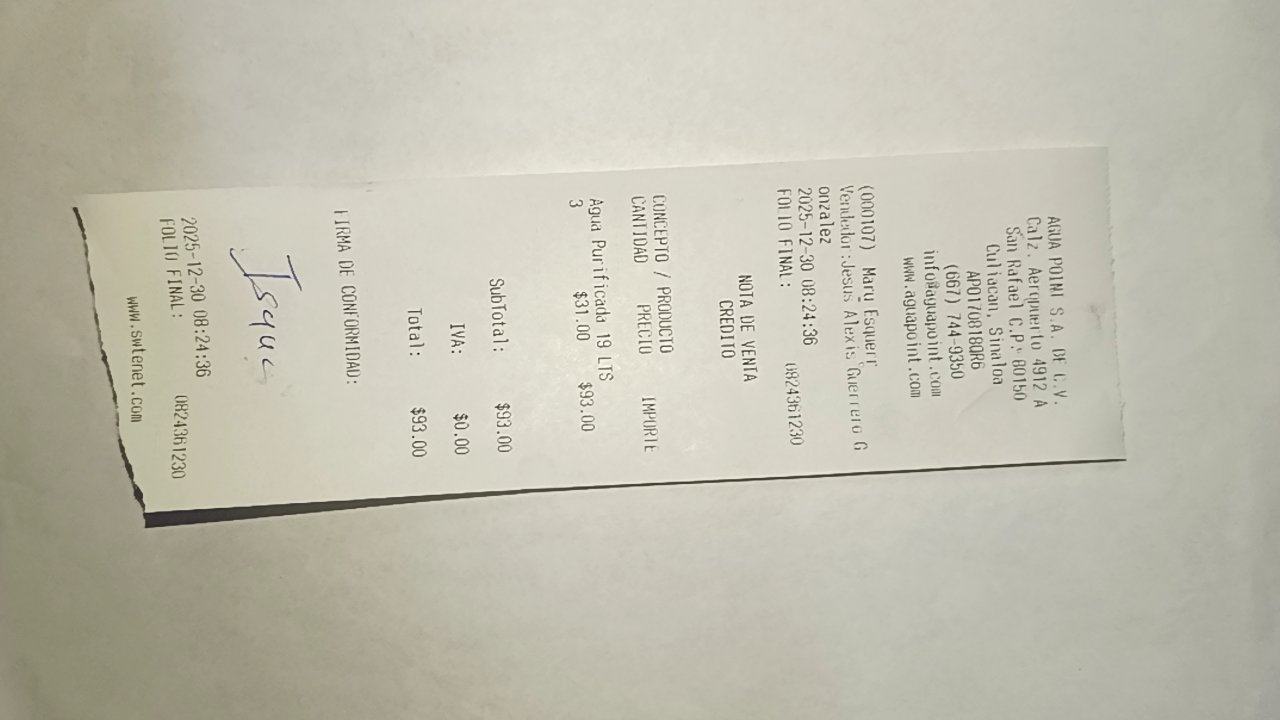 AGUA POINT S.A. DE C.V.
Calz. Aeropuerto 4912 A
San Rafael C.P. 80150
Culiacan, Sinaloa
APO170818QR6
(667) 744-9350
info@aguapoint.com
www.aguapoint.com
(000107) Maru Esquerr
Vendedor:Jesus Alexis Guerrero G
onzalez
2025-12-30 08:24:36
FOLIO FINAL: 0824361230
NOTA DE VENTA
CREDITO
CONCEPTO / PRODUCTO
CANTIDAD PRECIO IMPORTE
Agua Purificada 19 LTS
3 $31.00 $93.00
SubTotal: $93.00
IVA: $0.00
Total: $93.00
FIRMA DE CONFORMIDAD:
2025-12-30 08:24:36
FOLIO FINAL: 0824361230
www.swtenet.com